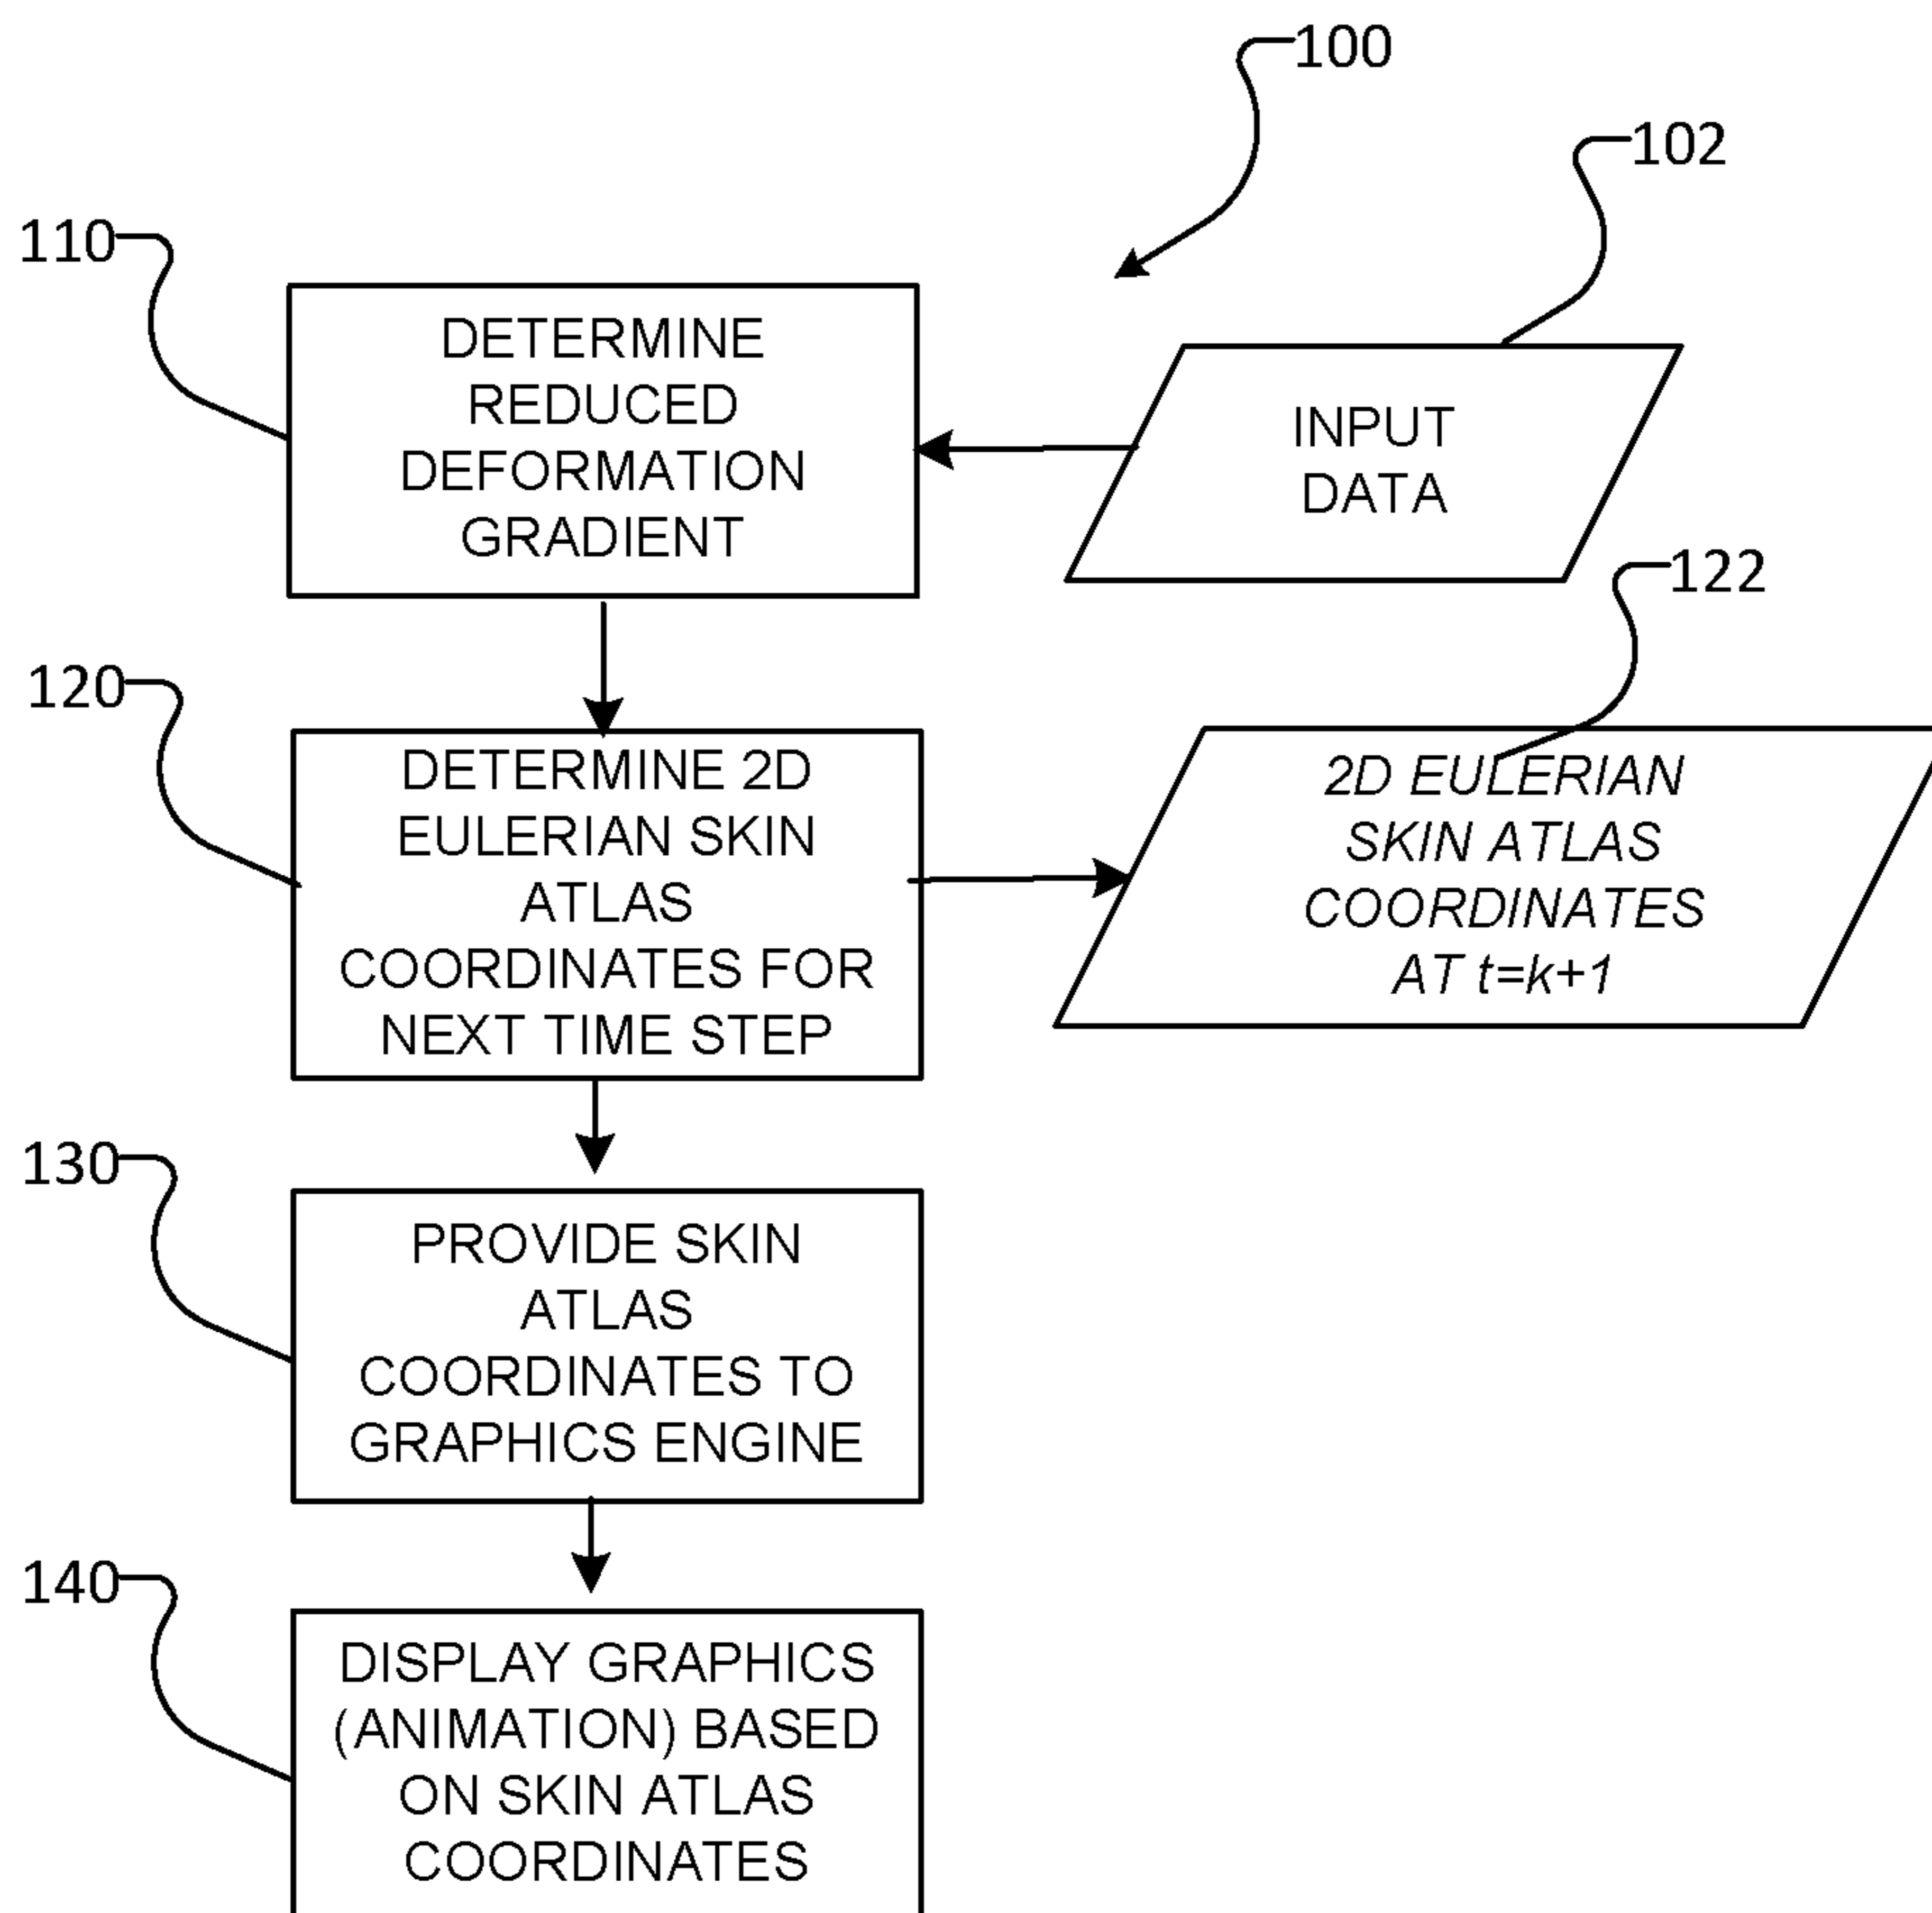 100
102
110
DETERMINE
REDUCED
DEFORMATION
GRADIENT
INPUT
DATA
122
120
DETERMINE 2D
EULERIAN SKIN
ATLAS
COORDINATES FOR
NEXT TIME STEP
2D EULERIAN
SKIN ATLAS
COORDINATES
AT t=k+1
130
PROVIDE SKIN
ATLAS
COORDINATES TO
GRAPHICS ENGINE
140
DISPLAY GRAPHICS
(ANIMATION) BASED
ON SKIN ATLAS
COORDINATES